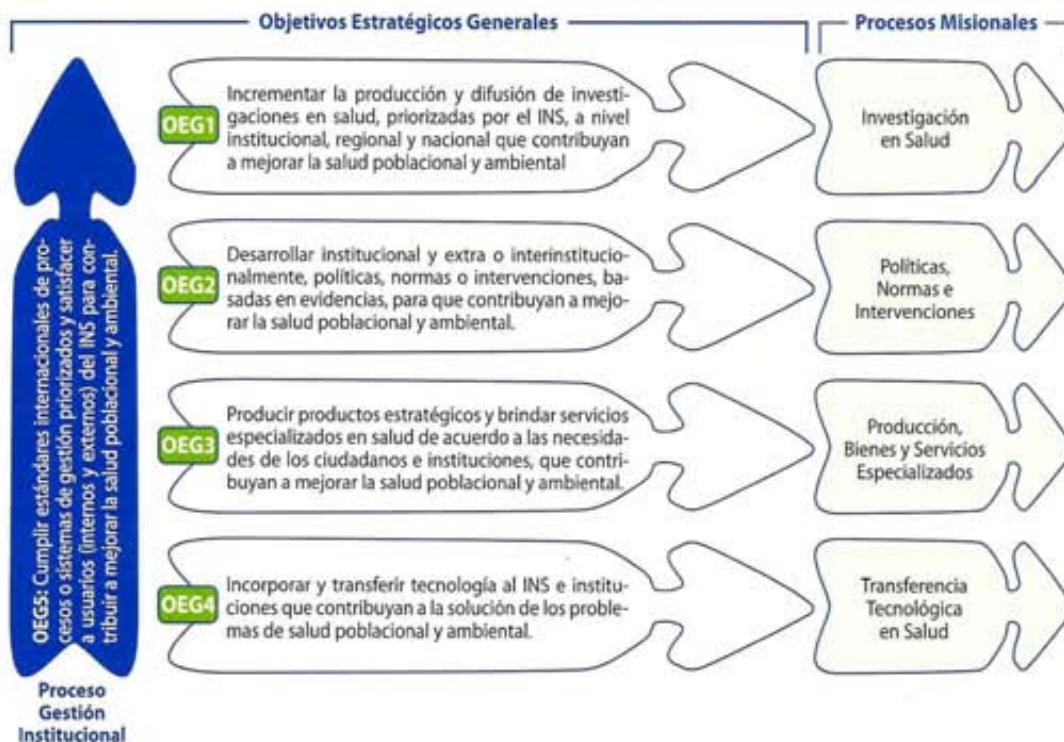 Objetivos Estratégicos Generales
Procesos Misionales
OEG1
Incrementar la producción y difusión de investi-
gaciones en salud, priorizadas por el INS, a nivel
institucional, regional y nacional que contribuyan
a mejorar la salud poblacional y ambiental
Investigación
en Salud
OEG2
Desarrollar institucional y extra o interinstitucio-
nalmente, políticas, normas o intervenciones, ba-
sadas en evidencias, para que contribuyan a mejo-
rar la salud poblacional y ambiental.
Políticas,
Normas e
Intervenciones
OEG3
Producir productos estratégicos y brindar servicios
especializados en salud de acuerdo a las necesida-
des de los ciudadanos e instituciones, que contri-
buyan a mejorar la salud poblacional y ambiental.
Producción,
Bienes y Servicios
Especializados
OEG4
Incorporar y transferir tecnología al INS e institu-
ciones que contribuyan a la solución de los proble-
mas de salud poblacional y ambiental.
Transferencia
Tecnológica
en Salud
OEG5: Cumplir estándares internacionales de pro-
cesos o sistemas de gestión priorizados y satisfacer
a usuarios (internos y externos) del INS para con-
tribuir a mejorar la salud poblacional y ambiental.
Proceso
Gestión
Institucional